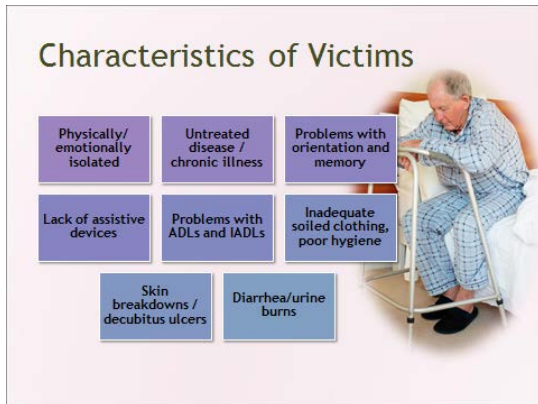 Characteristics of Victims
Physically/
emotionally
isolated
Untreated
disease /
chronic illness
Problems with
orientation and
memory
Lack of assistive
devices
Problems with
ADLs and IADLs
Inadequate
soiled clothing,
poor hygiene
Skin
breakdowns /
decubitus ulcers
Diarrhea/urine
burns